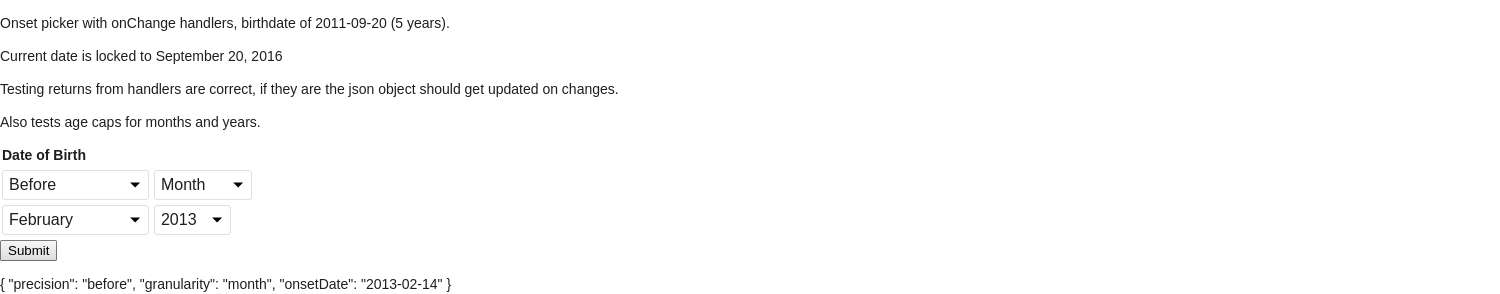 Onset picker with onChange handlers, birthdate of 2011-09-20 (5 years).
Current date is locked to September 20, 2016
Testing returns from handlers are correct, if they are the json object should get updated on changes.
Also tests age caps for months and years.
Date of Birth
Before Month
February 2013
Submit
{ "precision": "before", "granularity": "month", "onsetDate": "2013-02-14" }